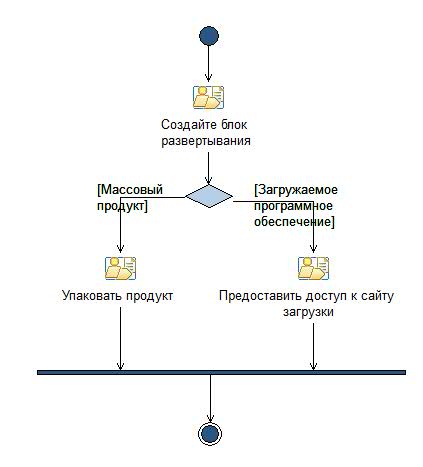 Создайте блок
развертывания
[Массовый
продукт]
[Загружаемое
программное
обеспечение]
Упаковать продукт
Предоставить доступ к сайту
загрузки